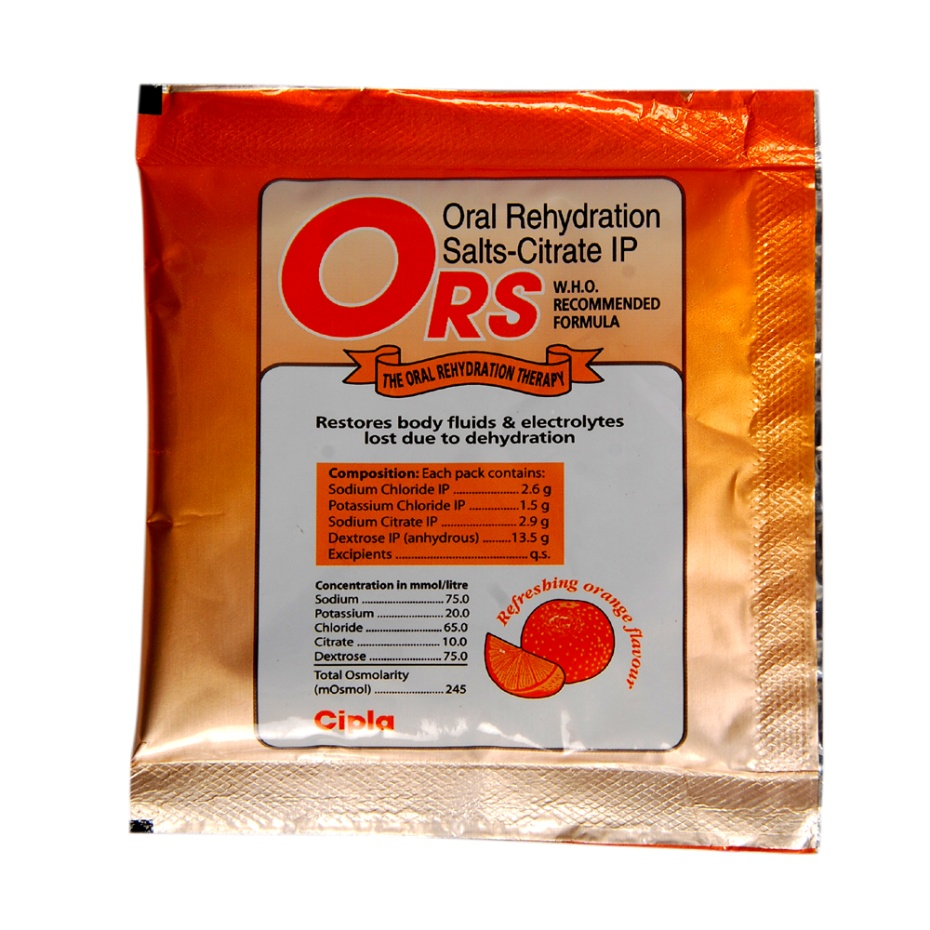 ORS
Oral Rehydration
Salts-Citrate IP
W.H.O.
RECOMMENDED
FORMULA
THE ORAL REHYDRATION THERAPY
Restores body fluids & electrolytes
lost due to dehydration
Composition: Each pack contains:
Sodium Chloride IP ..................... 2.6 g
Potassium Chloride IP ................1.5 g
Sodium Citrate IP ........................ 2.9 g
Dextrose IP (anhydrous) .........13.5 g
Excipients .......................................... q.s.
Concentration in mmol/litre
Sodium .............................. 75.0
Potassium ......................... 20.0
Chloride ............................ 65.0
Citrate ............................... 10.0
Dextrose ........................... 75.0
Total Osmolarity
(mOsmol) ......................... 245
Refreshing orange flavour
Cipla